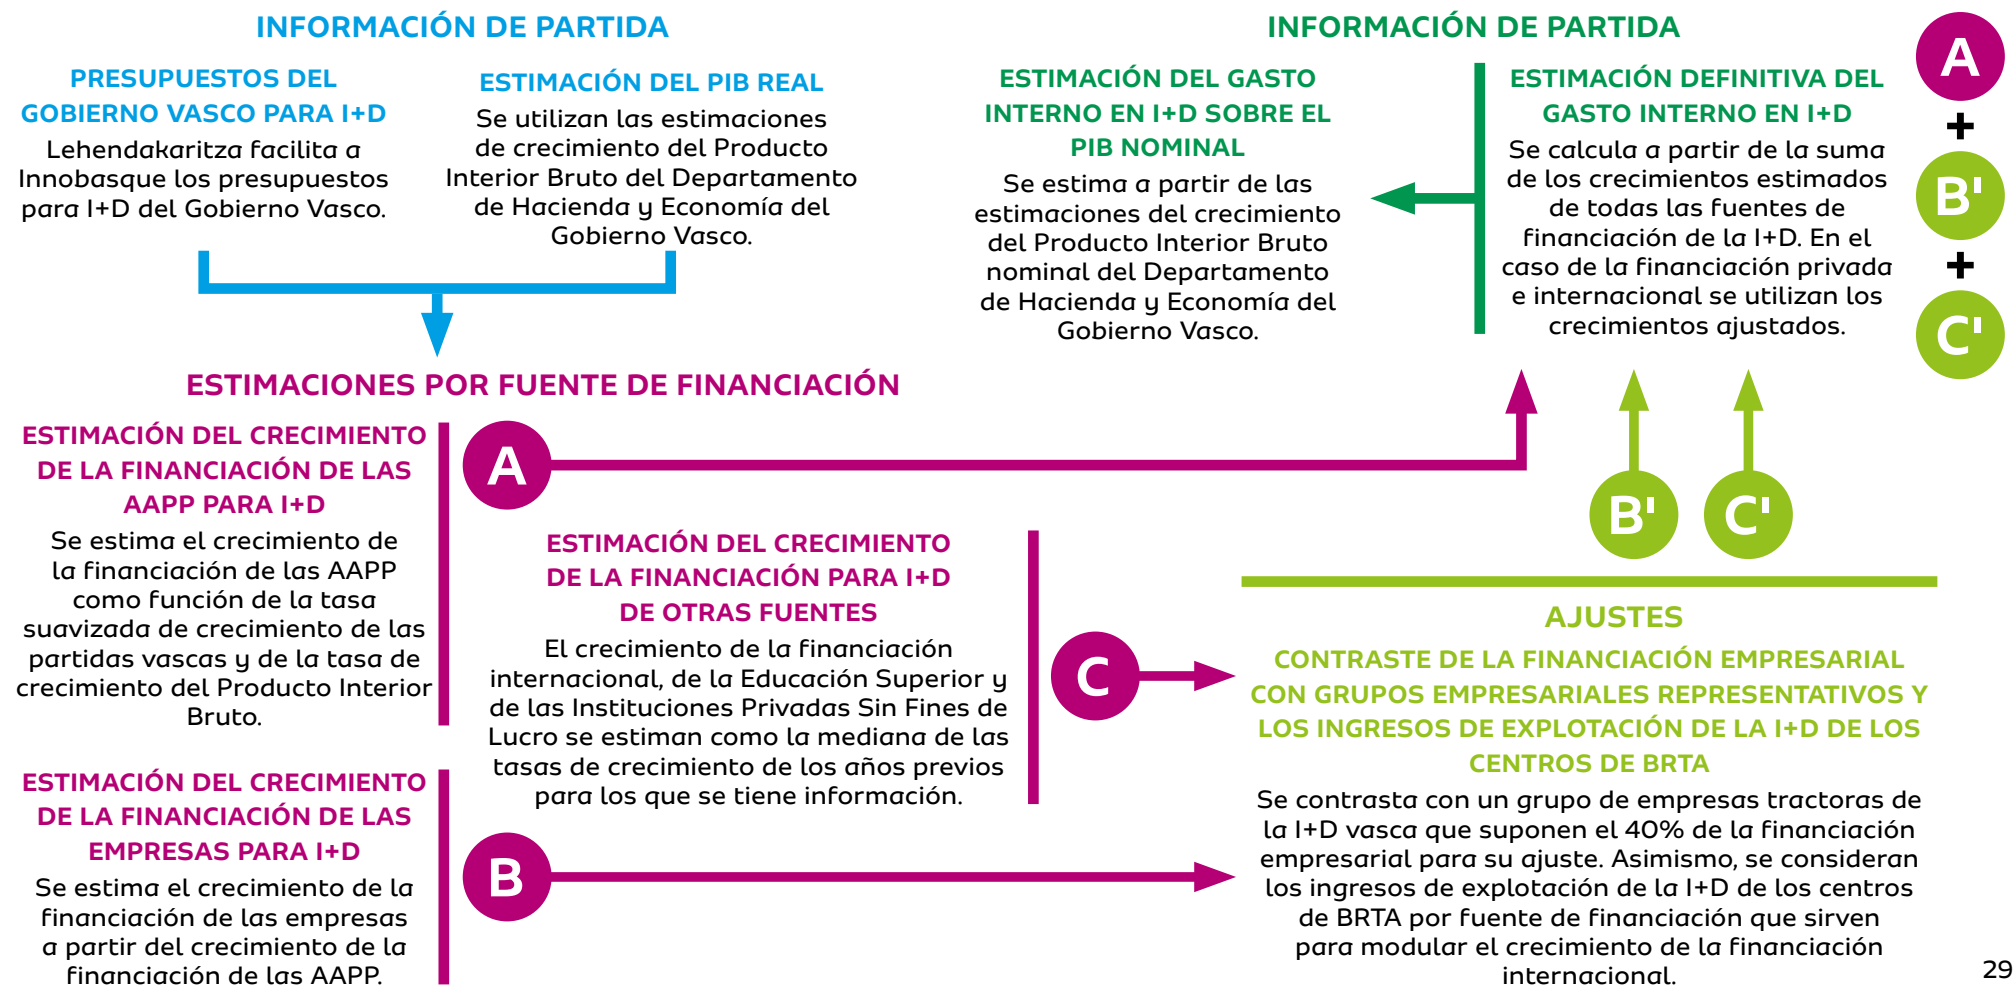 INFORMACIÓN DE PARTIDA
PRESUPUESTOS DEL
GOBIERNO VASCO PARA I+D
Lehendakaritza facilita a
Innobasque los presupuestos
para I+D del Gobierno Vasco.
ESTIMACIÓN DEL PIB REAL
Se utilizan las estimaciones
de crecimiento del Producto
Interior Bruto del Departamento
de Hacienda y Economía del
Gobierno Vasco.
INFORMACIÓN DE PARTIDA
ESTIMACIÓN DEL GASTO
INTERNO EN I+D SOBRE EL
PIB NOMINAL
Se estima a partir de las
estimaciones del crecimiento
del Producto Interior Bruto
nominal del Departamento
de Hacienda y Economía del
Gobierno Vasco.
ESTIMACIÓN DEFINITIVA DEL
GASTO INTERNO EN I+D
Se calcula a partir de la suma
de los crecimientos estimados
de todas las fuentes de
financiación de la I+D. En el
caso de la financiación privada
e internacional se utilizan los
crecimientos ajustados.
A
+
B'
+
C'
ESTIMACIONES POR FUENTE DE FINANCIACIÓN
ESTIMACIÓN DEL CRECIMIENTO
DE LA FINANCIACIÓN DE LAS
AAPP PARA I+D
Se estima el crecimiento de
la financiación de las AAPP
como función de la tasa
suavizada de crecimiento de las
partidas vascas y de la tasa de
crecimiento del Producto Interior
Bruto.
A
ESTIMACIÓN DEL CRECIMIENTO
DE LA FINANCIACIÓN DE LAS
EMPRESAS PARA I+D
Se estima el crecimiento de la
financiación de las empresas
a partir del crecimiento de la
financiación de las AAPP.
B
ESTIMACIÓN DEL CRECIMIENTO
DE LA FINANCIACIÓN PARA I+D
DE OTRAS FUENTES
El crecimiento de la financiación
internacional, de la Educación Superior y
de las Instituciones Privadas Sin Fines de
Lucro se estiman como la mediana de las
tasas de crecimiento de los años previos
para los que se tiene información.
C
B'
C'
AJUSTES
CONTRASTE DE LA FINANCIACIÓN EMPRESARIAL
CON GRUPOS EMPRESARIALES REPRESENTATIVOS Y
LOS INGRESOS DE EXPLOTACIÓN DE LA I+D DE LOS
CENTROS DE BRTA
Se contrasta con un grupo de empresas tractoras de
la I+D vasca que suponen el 40% de la financiación
empresarial para su ajuste. Asimismo, se consideran
los ingresos de explotación de la I+D de los centros
de BRTA por fuente de financiación que sirven
para modular el crecimiento de la financiación
internacional.
29